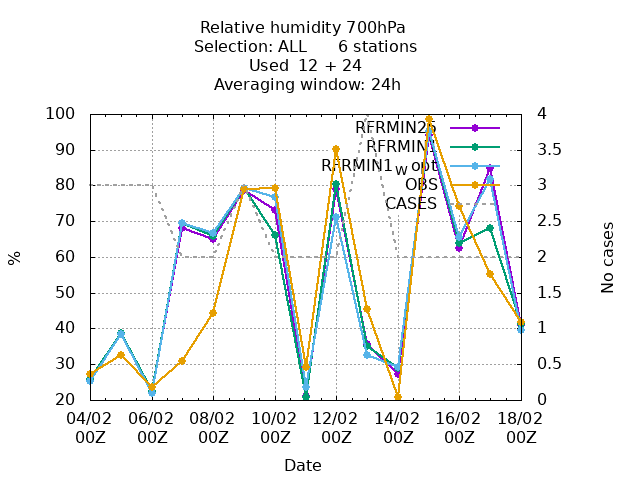 Relative humidity 700hPa
Selection: ALL 6 stations
Used 12 + 24
Averaging window: 24h
RFRMIN25
RFRMIN1
RFRMIN1w opt
OBS
CASES
100
90
80
70
60
50
40
30
20
4
3.5
3
2.5
2
1.5
1
0.5
0
%
No cases
04/02 06/02 08/02 10/02 12/02 14/02 16/02 18/02
00Z 00Z 00Z 00Z 00Z 00Z 00Z 00Z
Date